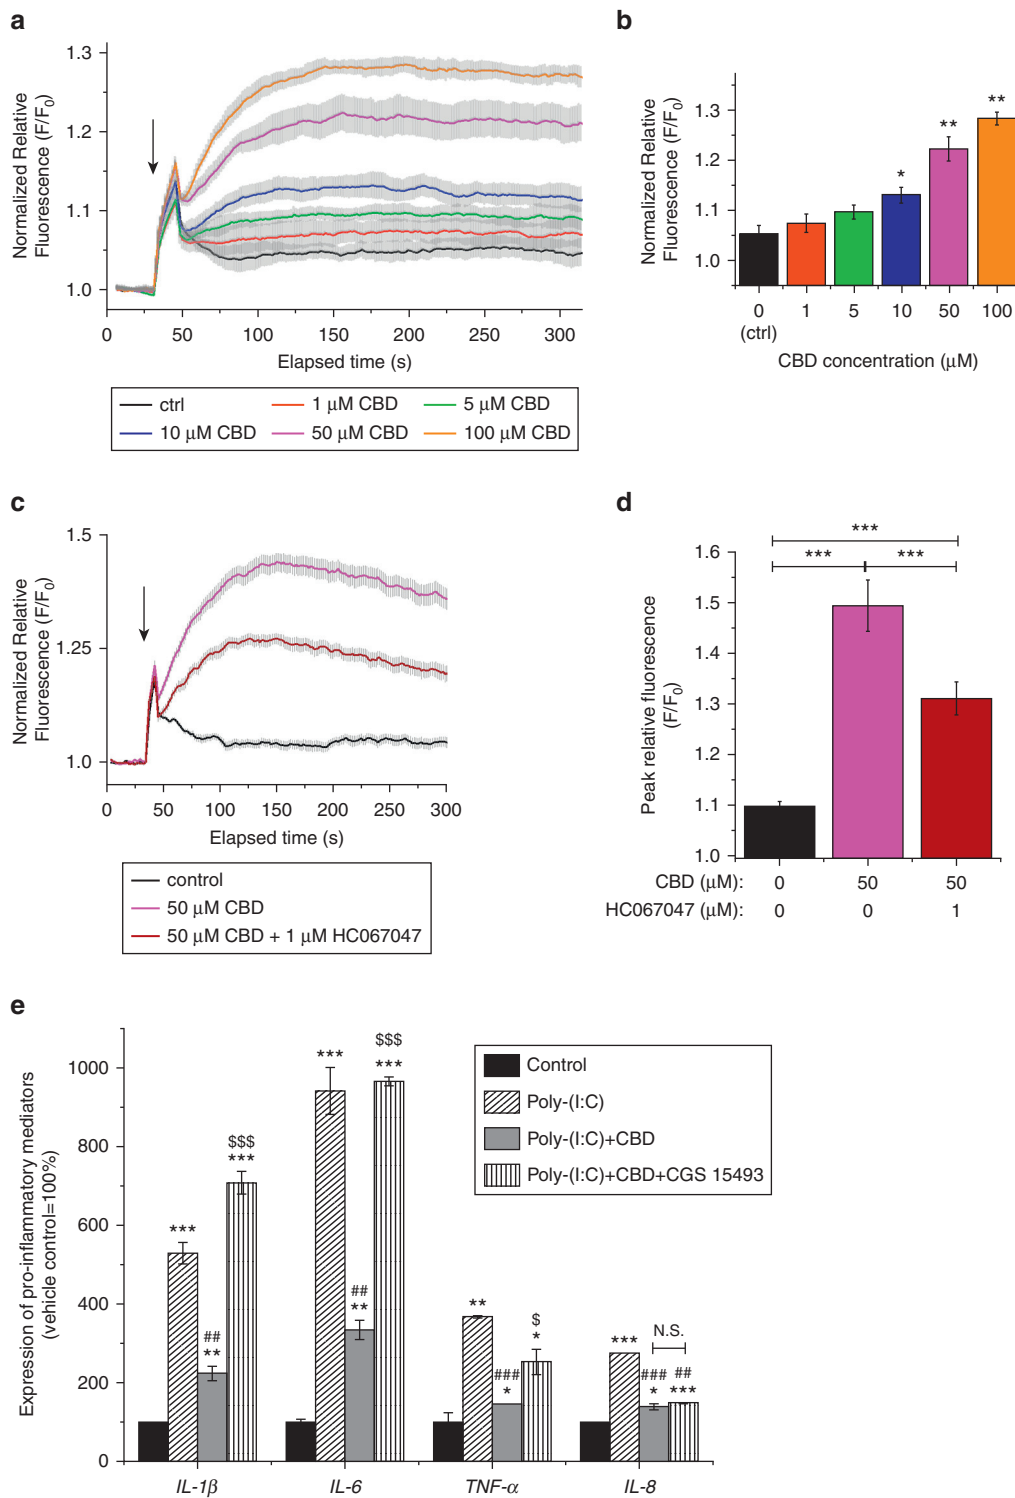 a
Normalized Relative
Fluorescence (F/F0)
1.3
1.2
1.1
1.0
0 50 100 150 200 250 300
Elapsed time (s)
ctrl 1 μM CBD 5 μM CBD
10 μM CBD 50 μM CBD 100 μM CBD
b
Normalized Relative
Fluorescence (F/F0)
1.3
1.2
1.1
1.0
* ** **
0 1 5 10 50 100
(ctrl)
CBD concentration (μM)
c
Normalized Relative
Fluorescence (F/F0)
1.5
1.25
1.0
0 50 100 150 200 250 300
Elapsed time (s)
control
50 μM CBD
50 μM CBD + 1 μM HC067047
d
Peak relative fluorescence
(F/F0)
***
*** ***
1.6
1.5
1.4
1.3
1.2
1.1
1.0
CBD (μM): 0 50 50
HC067047 (μM): 0 0 1
e
Expression of pro-inflammatory mediators
(vehicle control=100%)
1000
800
600
400
200
0
Control
Poly-(I:C)
Poly-(I:C)+CBD
Poly-(I:C)+CBD+CGS 15493
***
##
**
$$$
***
***
##
**
$$$
***
**
###
*
$
*
***
N.S.
###
*
##
***
IL-1β IL-6 TNF-α IL-8